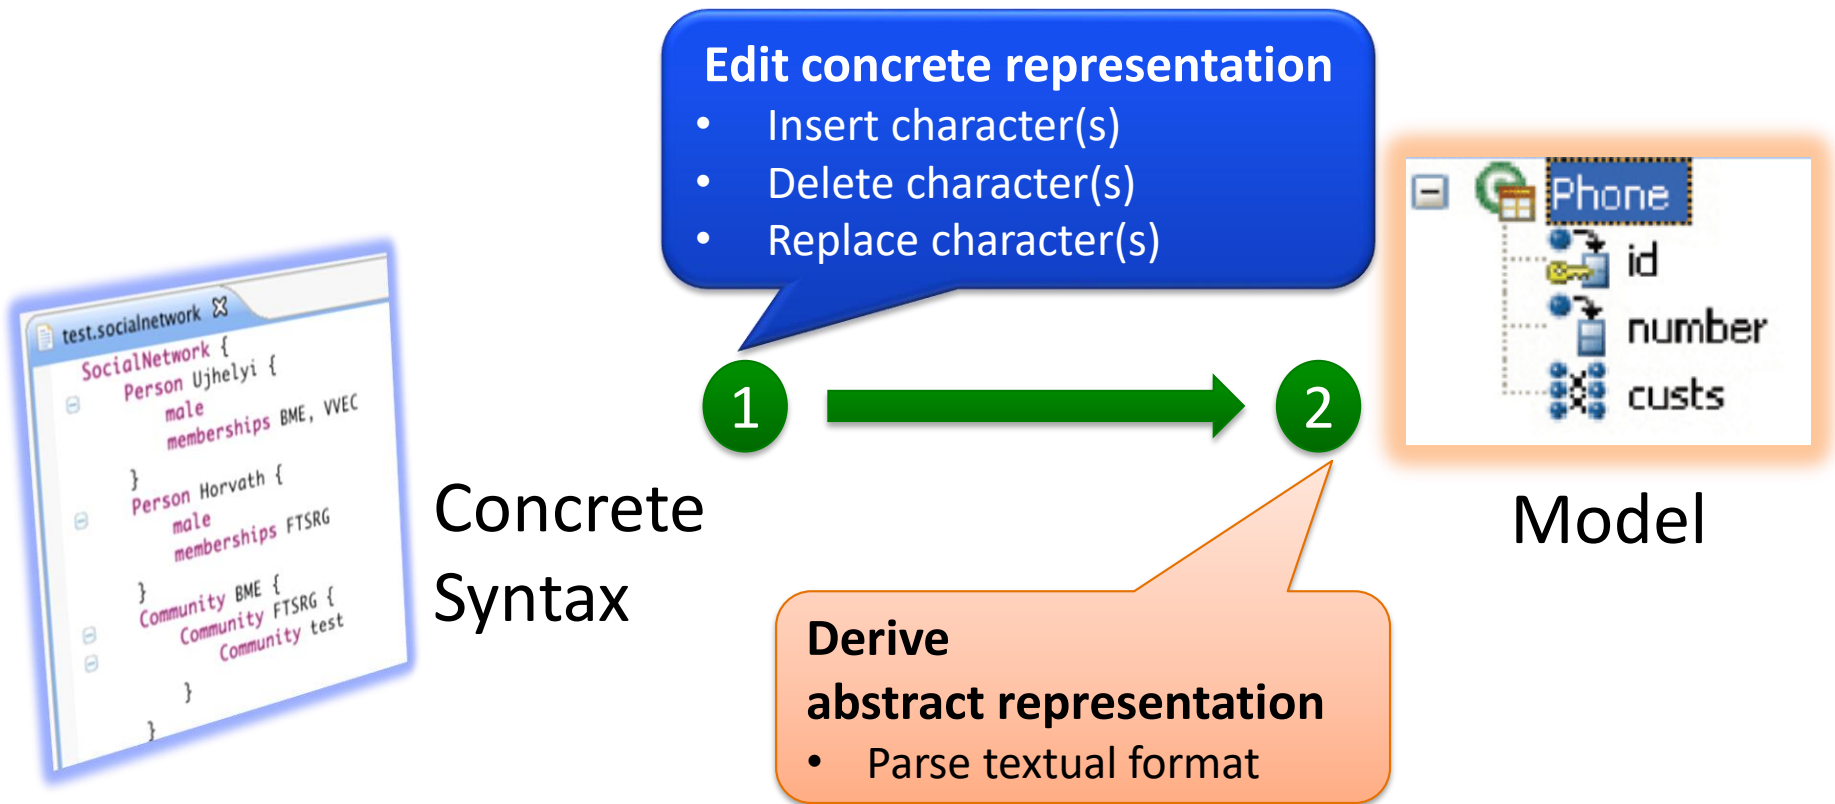 Edit concrete representation
• Insert character(s)
• Delete character(s)
• Replace character(s)
test.socialnetwork
SocialNetwork {
Person Ujhelyi {
male
memberships BME, VVEC
}
Person Horvath {
male
memberships FTSRG
}
Community BME {
Community FTSRG {
Community test
}
}
Concrete
Syntax
1
2
Phone
id
number
custs
Model
Derive
abstract representation
• Parse textual format